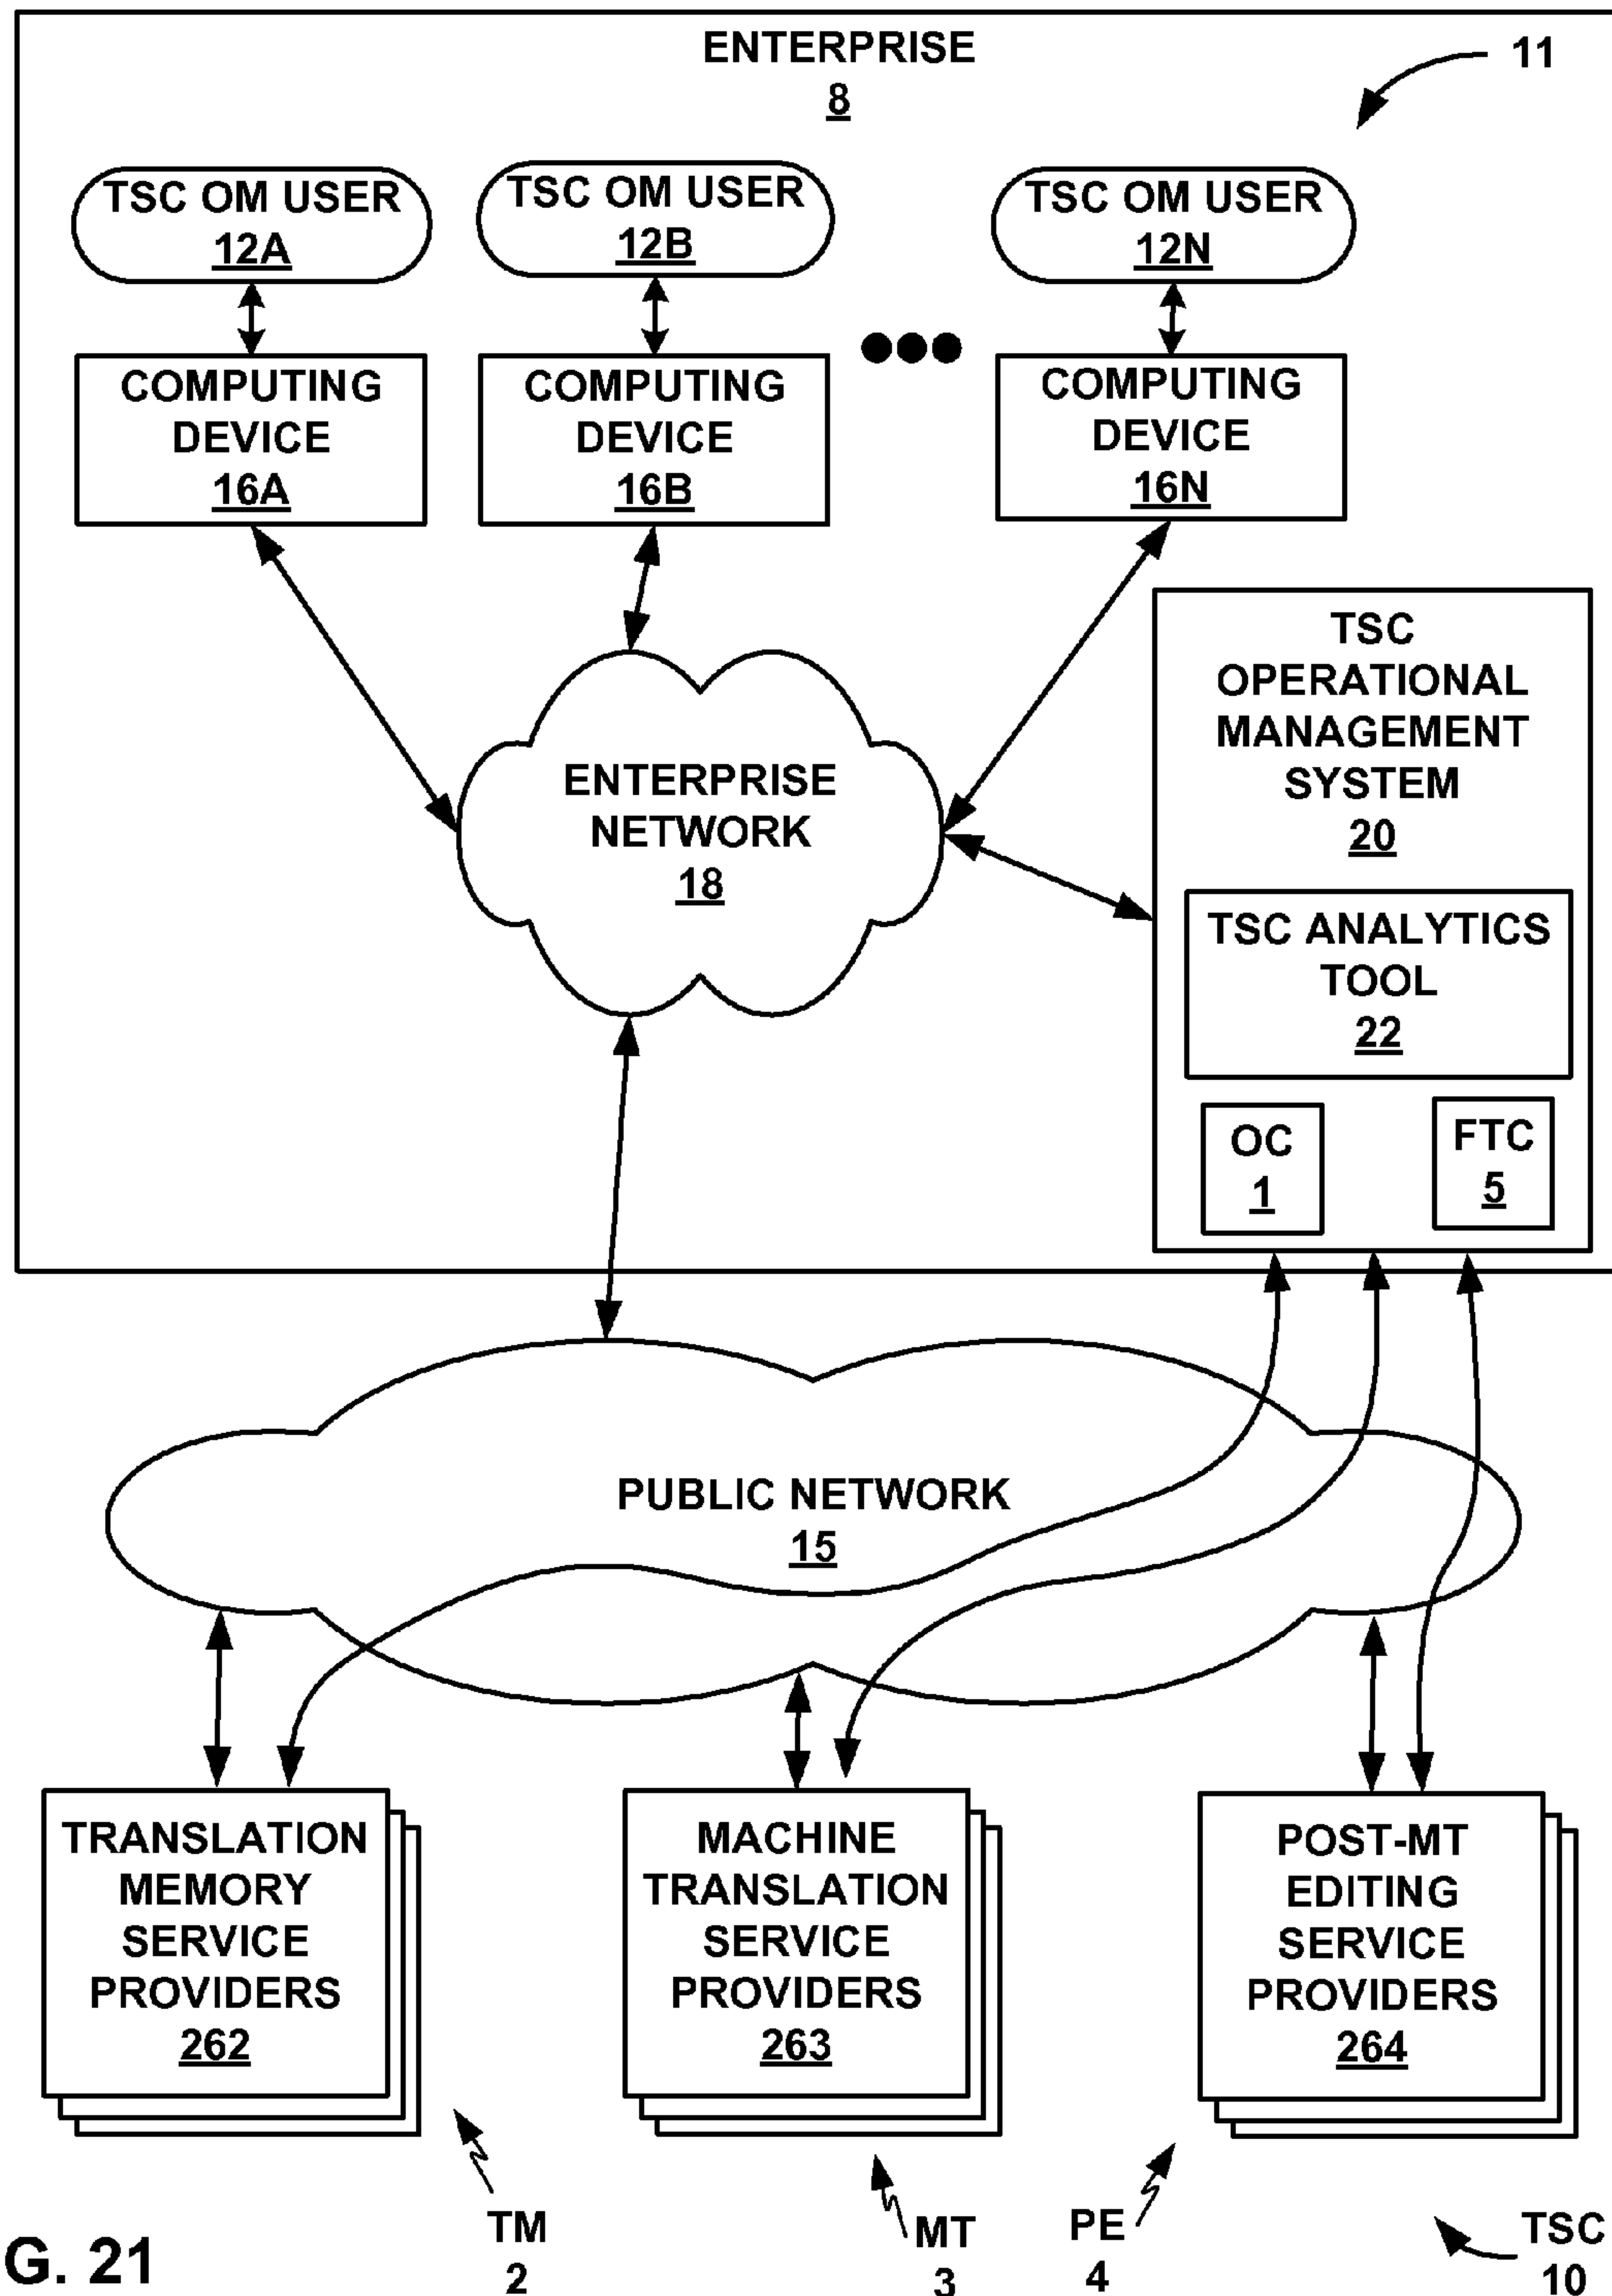 ENTERPRISE
8
11
TSC OM USER
12A
TSC OM USER
12B
TSC OM USER
12N
COMPUTING
DEVICE
16A
COMPUTING
DEVICE
16B
COMPUTING
DEVICE
16N
ENTERPRISE
NETWORK
18
TSC
OPERATIONAL
MANAGEMENT
SYSTEM
20
TSC ANALYTICS
TOOL
22
OC
1
FTC
5
PUBLIC NETWORK
15
TRANSLATION
MEMORY
SERVICE
PROVIDERS
262
MACHINE
TRANSLATION
SERVICE
PROVIDERS
263
POST-MT
EDITING
SERVICE
PROVIDERS
264
TM
2
MT
3
PE
4
TSC
10
G. 21